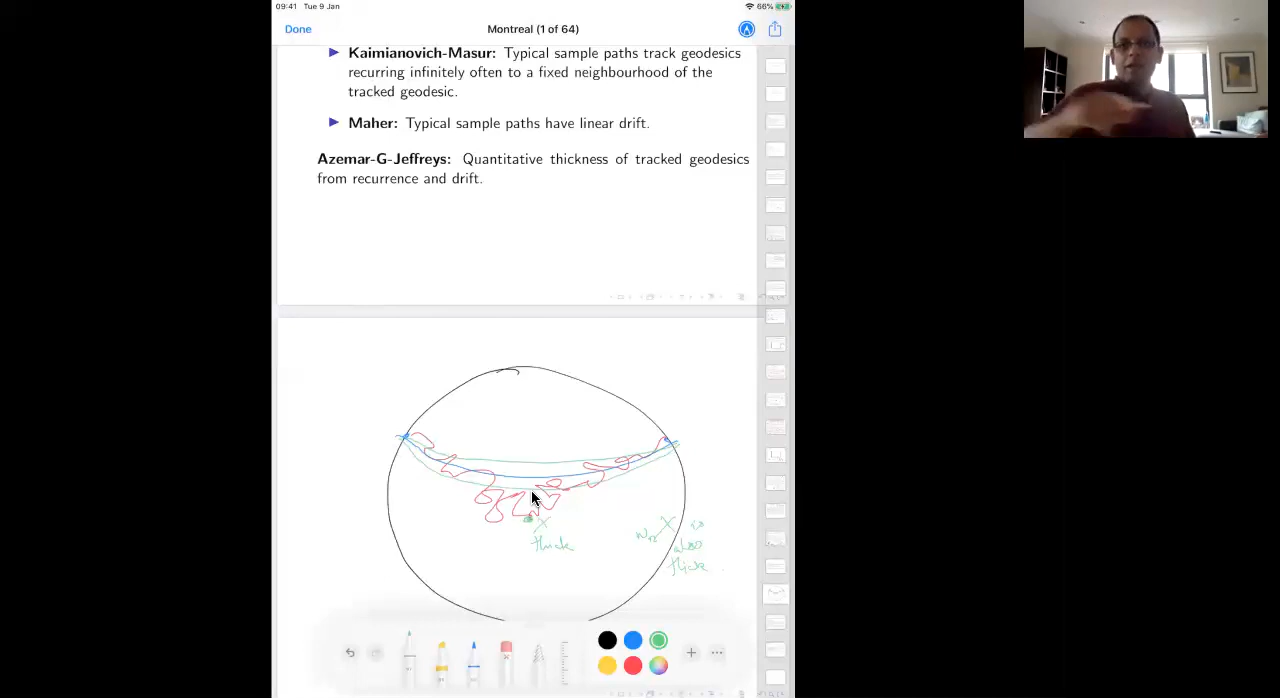 09:41 Tue 9 Jan
66%
Done
Montreal (1 of 64)
Kaimianovich-Masur: Typical sample paths track geodesics
recurring infinitely often to a fixed neighbourhood of the
tracked geodesic.
Maher: Typical sample paths have linear drift.
Azemar-G-Jeffreys: Quantitative thickness of tracked geodesics
from recurrence and drift.
X
thick
wn X is
also
thick